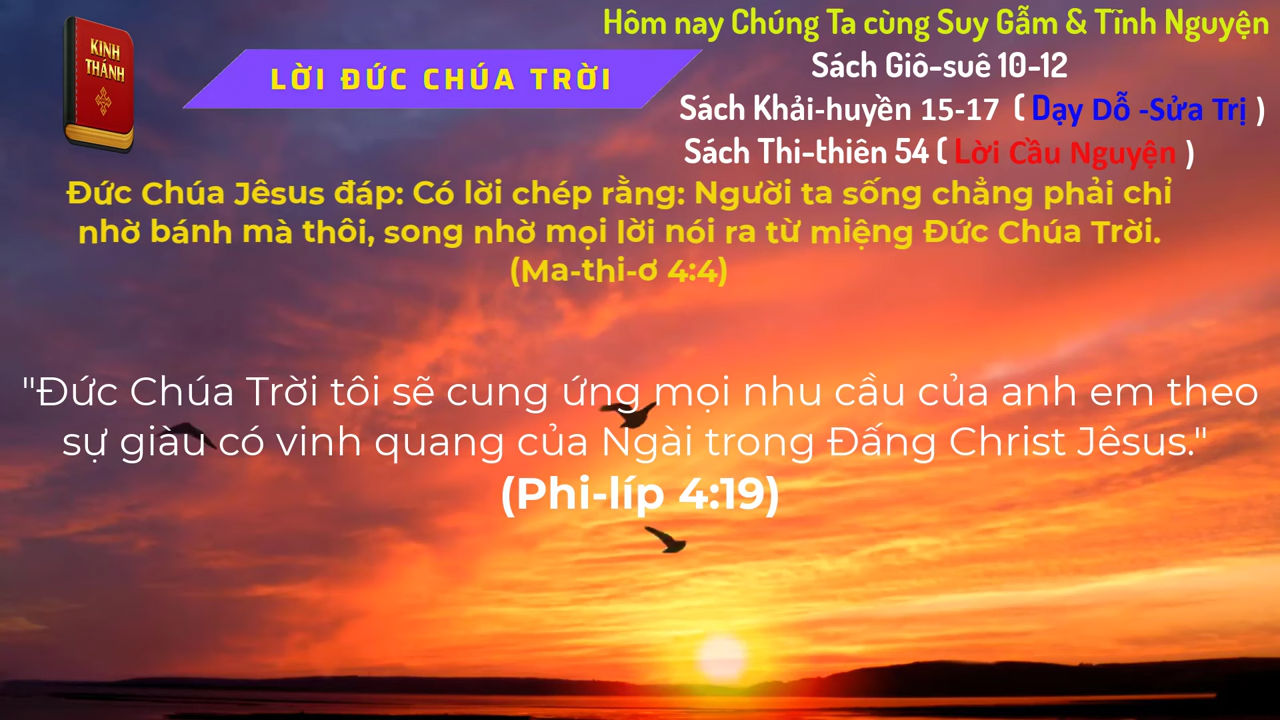 Hôm nay Chúng Ta cùng Suy Gẫm & Tĩnh Nguyện
KINH
THÁNH
LỜI ĐỨC CHÚA TRỜI
Sách Giô-suê 10-12
Sách Khải-huyền 15-17 ( Dạy Dỗ -Sửa Trị )
Sách Thi-thiên 54 ( Lời Cầu Nguyện )
Đức Chúa Jêsus đáp: Có lời chép rằng: Người ta sống chẳng phải chỉ
nhờ bánh mà thôi, song nhờ mọi lời nói ra từ miệng Đức Chúa Trời.
(Ma-thi-ơ 4:4)
"Đức Chúa Trời tôi sẽ cung ứng mọi nhu cầu của anh em theo
sự giàu có vinh quang của Ngài trong Đấng Christ Jêsus."
(Phi-líp 4:19)